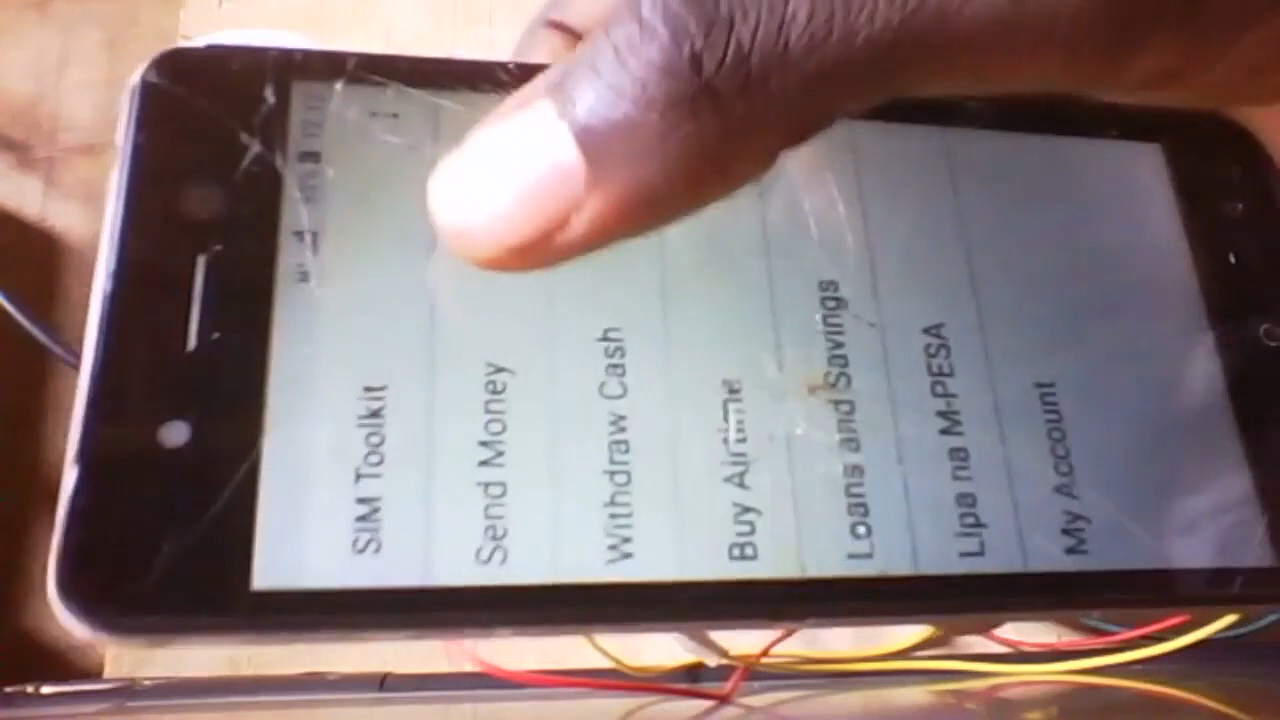 SIM Toolkit
Send Money
Withdraw Cash
Buy Airtime
Loans and Savings
Lipa na M-PESA
My Account